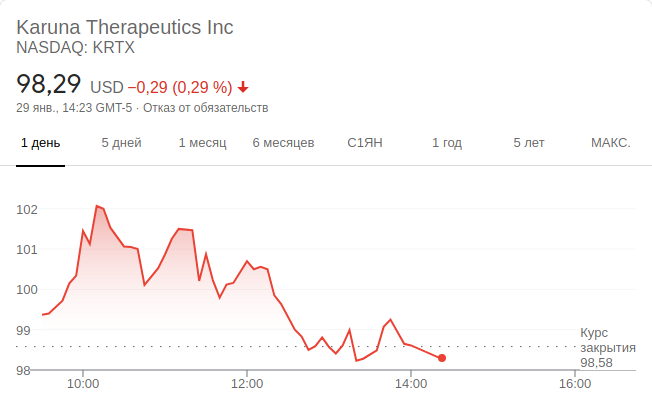 Karuna Therapeutics Inc
NASDAQ: KRTX
98,29 USD −0,29 (0,29 %)
29 янв., 14:23 GMT-5 · Отказ от обязательств
1 день 5 дней 1 месяц 6 месяцев С1ЯН 1 год 5 лет МАКС.
102
101
100
99
98
Курс
закрытия
98,58
10:00 12:00 14:00 16:00